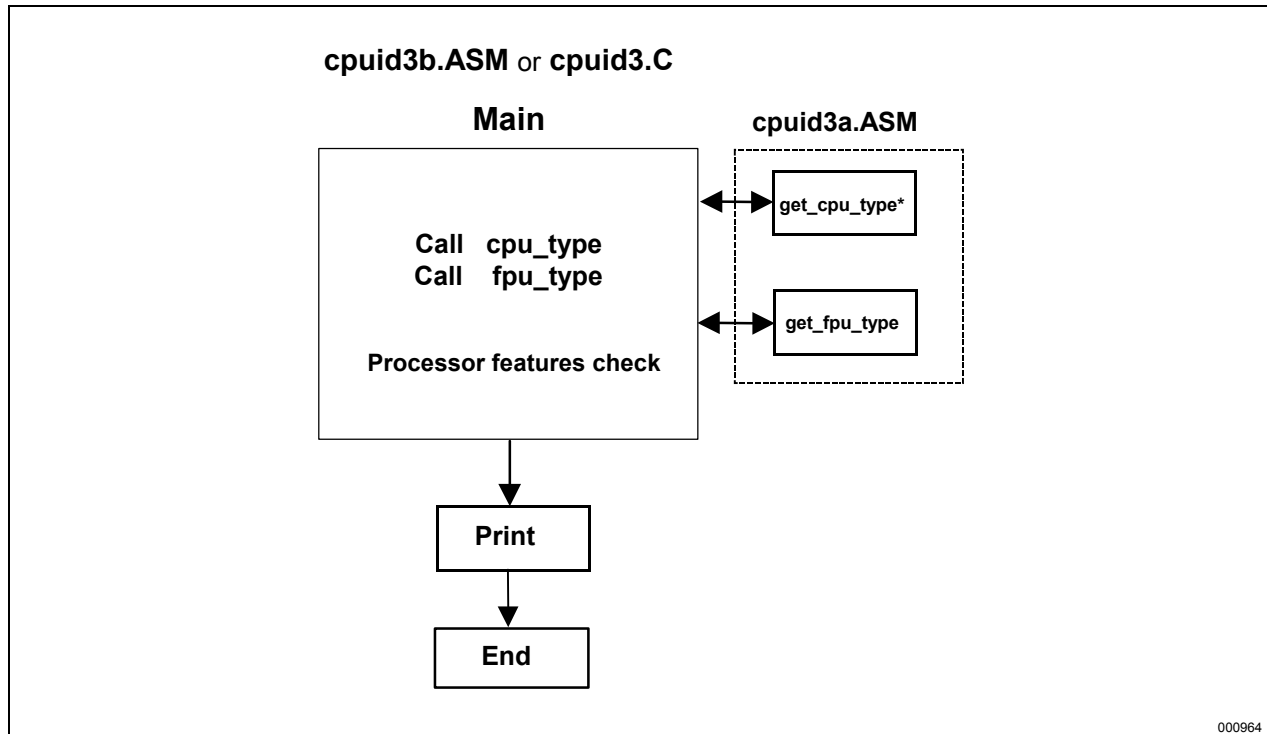 cpuid3b.ASM or cpuid3.C
Main
cpuid3a.ASM
get_cpu_type*
Call cpu_type
Call fpu_type
get_fpu_type
Processor features check
Print
End
000964